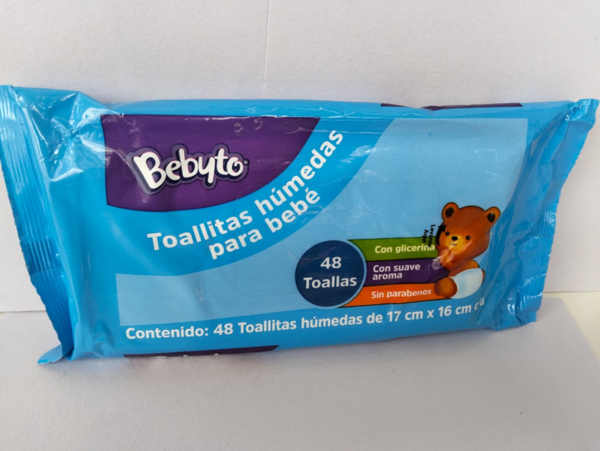 Bebyto
Toallitas húmedas
para bebé
48
Toallas
Con glicerina
Con suave
aroma
Sin parabenos
Contenido: 48 Toallitas húmedas de 17 cm x 16 cm